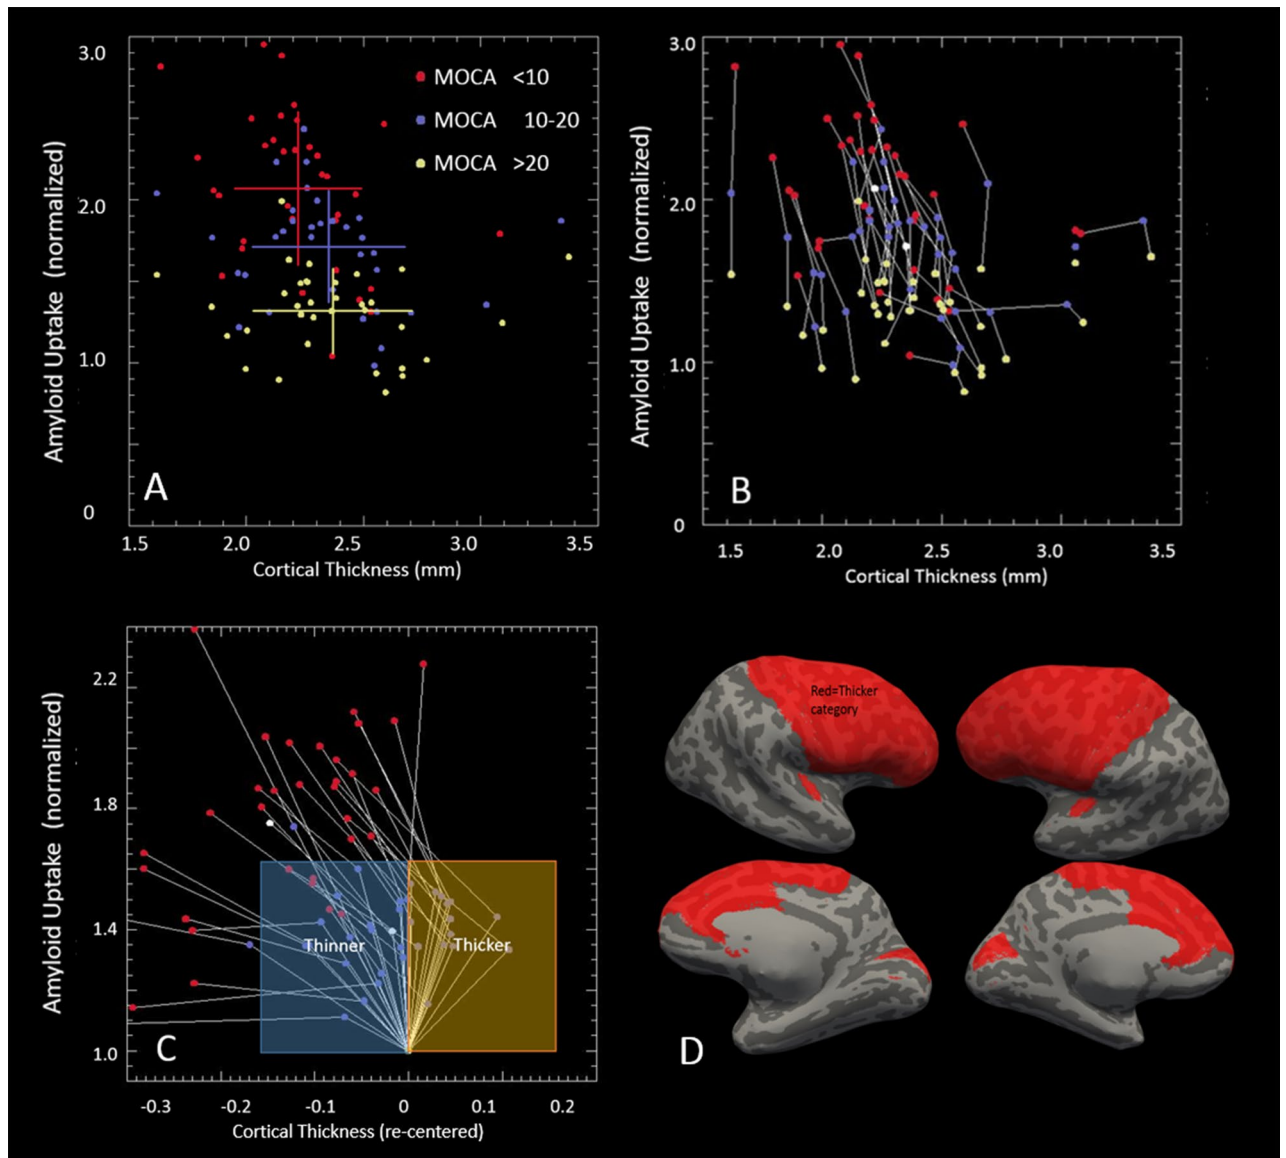 3.0
2.0
1.0
0
Amyloid Uptake (normalized)
MOCA <10
MOCA 10-20
MOCA >20
A
1.5 2.0 2.5 3.0 3.5
Cortical Thickness (mm)
3.0
2.0
1.0
0
Amyloid Uptake (normalized)
B
1.5 2.0 2.5 3.0 3.5
Cortical Thickness (mm)
2.2
1.8
1.4
1.0
Amyloid Uptake (normalized)
Thinner Thicker
C
-0.3 -0.2 -0.1 0 0.1 0.2
Cortical Thickness (re-centered)
Red=Thicker
category
D